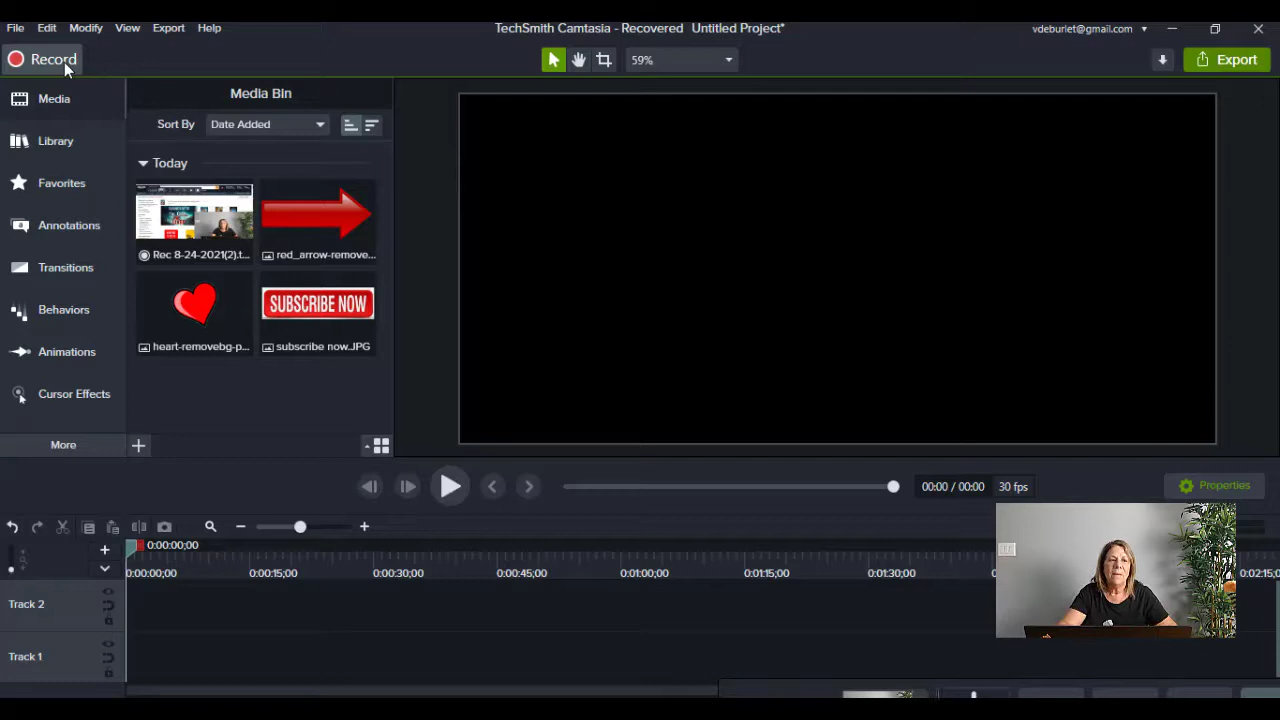 File Edit Modify View Export Help TechSmith Camtasia - Recovered Untitled Project* vdeburiet@gmail.com
Record 59% Export
Media
Library
Favorites
Annotations
Transitions
Behaviors
Animations
Cursor Effects
More
Media Bin
Sort By Date Added
Today
Rec 8-24-2021(2).t... red_arrow-remove...
SUBSCRIBE NOW
heart-removebg-p... subscribe now.JPG
00:00 / 00:00 30 fps Properties
0:00:00;00
0:00:00;00 0:00:15;00 0:00:30;00 0:00:45;00 0:01:00;00 0:01:15;00 0:01:30;00 0:02:15;0
Track 2
Track 1